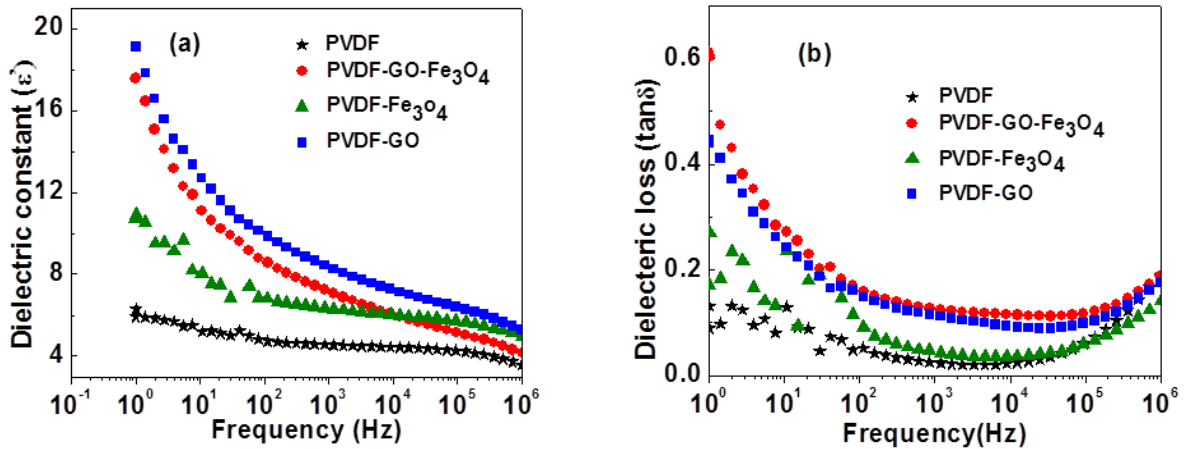 (a)
PVDF
PVDF-GO-Fe₃O₄
PVDF-Fe₃o₄
PVDF-GO
Dielectric constant (ε')
20
16
12
8
4
10⁻¹ 10⁰ 10¹ 10² 10³ 10⁴ 10⁵ 10⁶
Frequency (Hz)
(b)
PVDF
PVDF-GO-Fe₃O₄
PVDF-Fe₃O₄
PVDF-GO
Dielecteric loss (tanδ)
0.6
0.4
0.2
0.0
10⁰ 10¹ 10² 10³ 10⁴ 10⁵ 10⁶
Frequency(Hz)